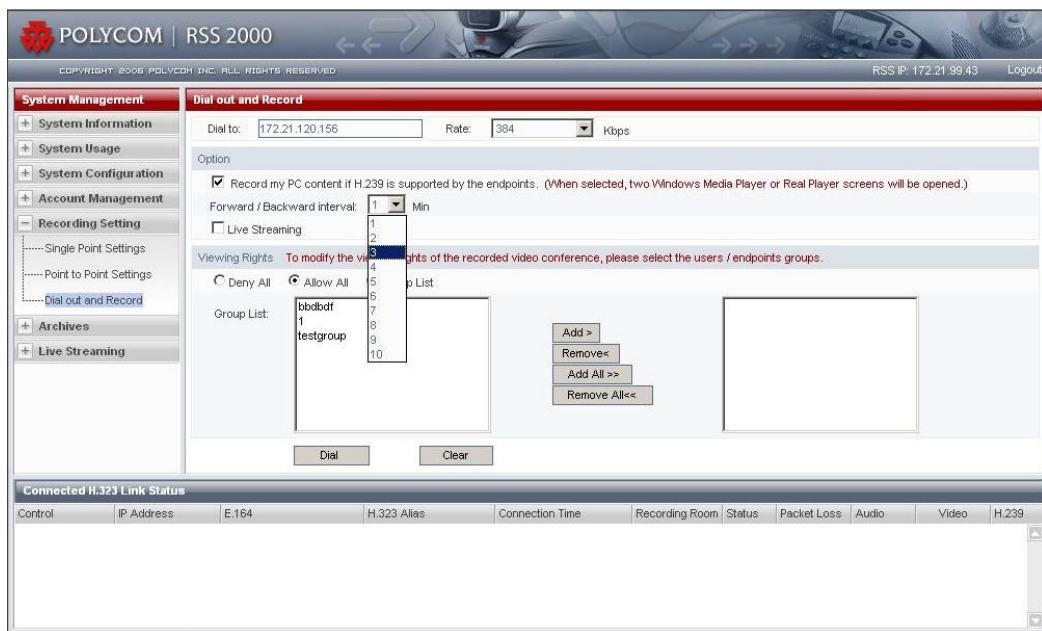 POLYCOM | RSS 2000
COPYRIGHT 2006 POLYCOM INC. ALL RIGHTS RESERVED
RSS IP: 172.21.99.43 Logout
System Management
+ System Information
+ System Usage
+ System Configuration
+ Account Management
- Recording Setting
Single Point Settings
Point to Point Settings
Dial out and Record
+ Archives
+ Live Streaming
Dial out and Record
Dial to: 172.21.120.156 Rate: 384 Kbps
Option
Record my PC content if H.239 is supported by the endpoints. (When selected, two Windows Media Player or Real Player screens will be opened.)
Forward / Backward interval: 1 Min
1
2
3
4
5
6
7
8
9
10
Live Streaming
Viewing Rights To modify the vi ghts of the recorded video conference, please select the users / endpoints groups.
Deny All Allow All p List
Group List:
bbdbdf
1
testgroup
Add >
Remove<
Add All >>
Remove All<<
Dial Clear
Connected H.323 Link Status
Control IP Address E.164 H.323 Alias Connection Time Recording Room Status Packet Loss Audio Video H.239